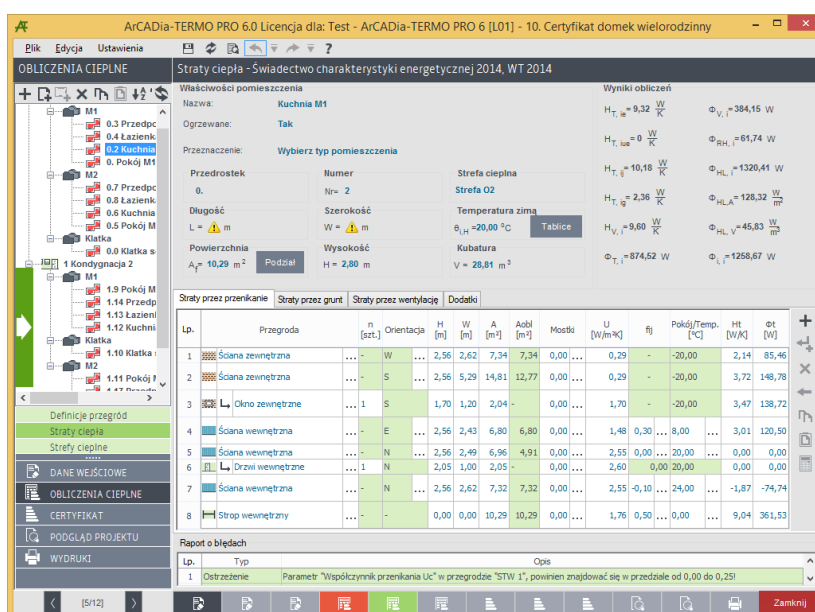 ArCADia-TERMO PRO 6.0 Licencja dla: Test - ArCADia-TERMO PRO 6 [L01] - 10. Certyfikat domek wielorodzinny
Plik Edycja Ustawienia
OBLICZENIA CIEPLNE
Straty ciepła - Świadectwo charakterystyki energetycznej 2014, WT 2014
M1
0.3 Przedpo
0.4 Łazienk
0.2 Kuchnia
0. Pokój M1
M2
0.7 Przedpo
0.8 Łazienk
0.6 Kuchnia
0.5 Pokój M
Klatka
0.0 Klatka s
1 Kondygnacja 2
M1
1.9 Pokój M
1.14 Przedp
1.13 Łazien
1.12 Kuchni
Klatka
1.10 Klatka
M2
1.11 Pokój M
Definicje przegród
Straty ciepła
Strefy cieplne
DANE WEJŚCIOWE
OBLICZENIA CIEPLNE
CERTYFIKAT
PODGLĄD PROJEKTU
WYDRUKI
[5/12]
Właściwości pomieszczenia
Nazwa: Kuchnia M1
Ogrzewane: Tak
Przeznaczenie: Wybierz typ pomieszczenia
Przedrostek Numer Strefa cieplna
0. Nr= 2 Strefa O2
Długość Szerokość Temperatura zimą
L = m W = m θi,H =20,00 °C Tablice
Powierzchnia Wysokość Kubatura
Af= 10,29 m² Podział H = 2,80 m V = 28,81 m³
Wyniki obliczeń
HT, ie=9,32 W/K ΦV, i=384,15 W
HT, iue=0 W/K ΦRH, i=61,74 W
HT, ij=10,18 W/K ΦHL, i=1320,41 W
HT, ig=2,36 W/K ΦHL,A=128,32 W/m²
HV, i=9,60 W/K ΦHL, V=45,83 W/m³
ΦT, i=874,52 W Φi, i=1258,67 W
Straty przez przenikanie Straty przez grunt Straty przez wentylację Dodatki
Lp. Przegroda n [szt.] Orientacja H [m] W [m] A [m²] Aobl [m²] Mostki U [W/m²K] fij Pokój/Temp. [°C] Ht [W/K] Φt [W]
1 Ściana zewnętrzna ... - W ... 2,56 2,62 7,34 7,34 0,00 ... 0,29 - -20,00 2,14 85,46
2 Ściana zewnętrzna ... - S ... 2,56 5,29 14,81 12,77 0,00 ... 0,29 - -20,00 3,72 148,78
3 Okno zewnętrzne ... 1 S 1,70 1,20 2,04 - 0,00 ... 1,70 - -20,00 3,47 138,72
4 Ściana wewnętrzna ... - E ... 2,56 2,43 6,80 6,80 0,00 ... 1,48 0,30 ... 8,00 ... 3,01 120,50
5 Ściana wewnętrzna ... - N ... 2,56 2,49 6,96 4,91 0,00 ... 2,55 0,00 ... 20,00 ... 0,00 0,00
6 Drzwi wewnętrzne ... 1 N 2,05 1,00 2,05 - 0,00 ... 2,60 0,00 20,00 0,00 0,00
7 Ściana wewnętrzna ... - N ... 2,56 2,62 7,32 7,32 0,00 ... 2,55 -0,10 ... 24,00 ... -1,87 -74,74
8 Strop wewnętrzny ... - - 0,00 0,00 10,29 10,29 0,00 ... 1,76 0,50 ... 0,00 ... 9,04 361,53
Raport o błędach
Lp. Typ Opis
1 Ostrzeżenie Parametr "Współczynnik przenikania Uc" w przegrodzie "STW 1", powinien znajdować się w przedziale od 0,00 do 0,25!
Zamknij